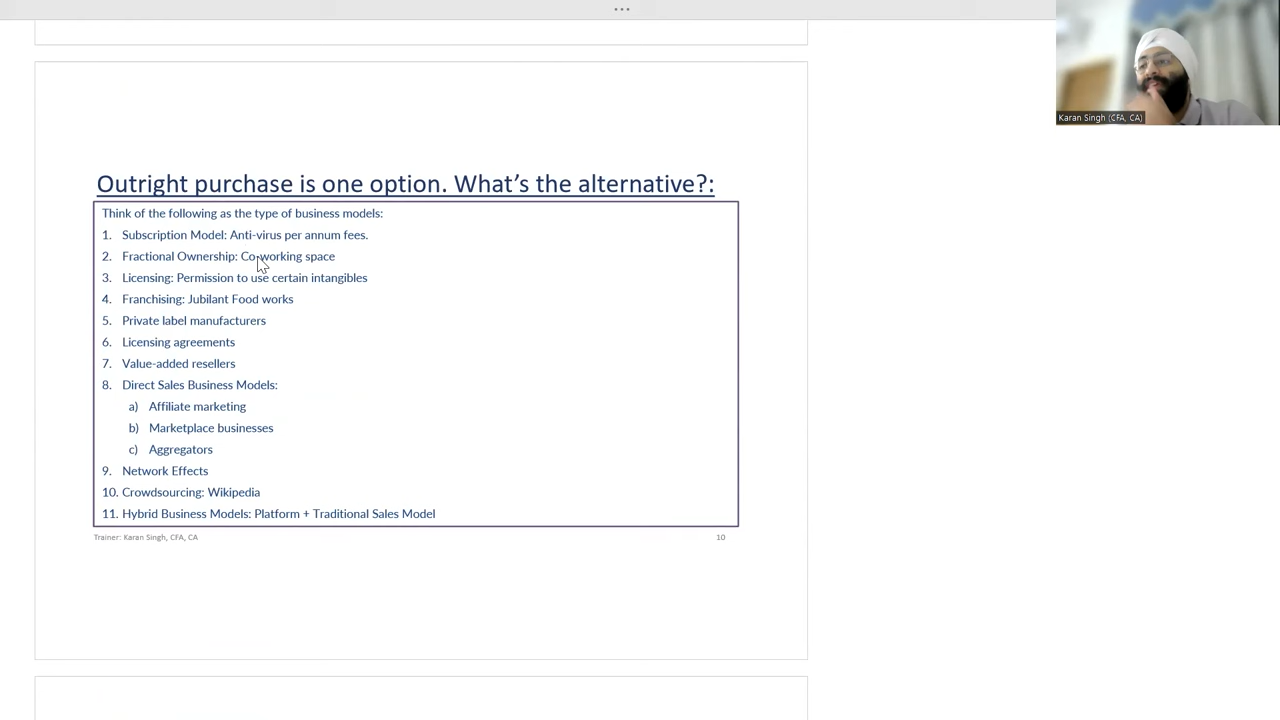 Karan Singh (CFA, CA)
Outright purchase is one option. What's the alternative?:
Think of the following as the type of business models:
1. Subscription Model: Anti-virus per annum fees.
2. Fractional Ownership: Co-working space
3. Licensing: Permission to use certain intangibles
4. Franchising: Jubilant Food works
5. Private label manufacturers
6. Licensing agreements
7. Value-added resellers
8. Direct Sales Business Models:
a) Affiliate marketing
b) Marketplace businesses
c) Aggregators
9. Network Effects
10. Crowdsourcing: Wikipedia
11. Hybrid Business Models: Platform + Traditional Sales Model
Trainer: Karan Singh, CFA, CA
10